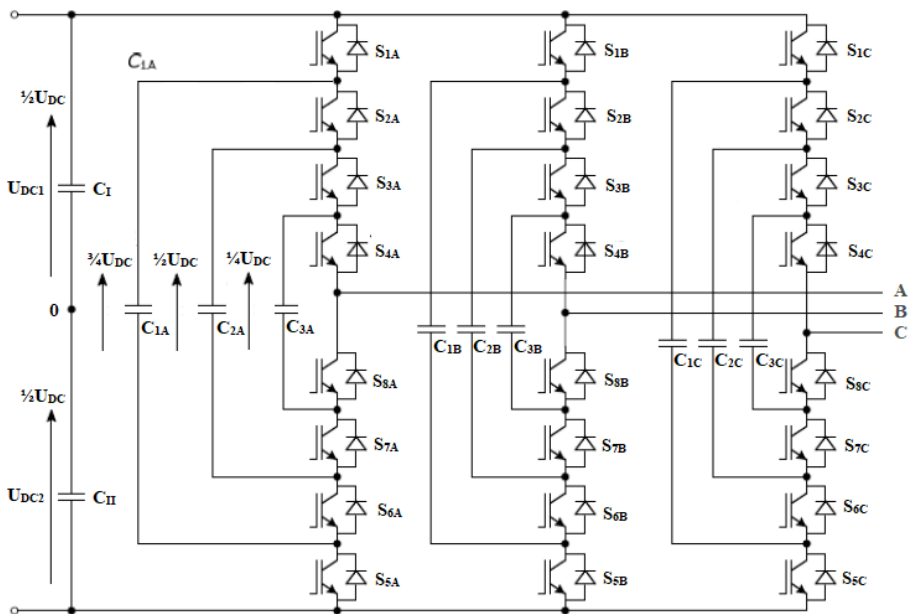 S1A S1B S1C
C1A
½UDC
S2A S2B S2C
UDC1 CI S3A S3B S3C
S4A S4B S4C
¾UDC ½UDC ¼UDC
A
0 B
C1A C2A C3A C
C1B C2B C3B C1C C2C C3C
S8A S8B S8C
½UDC
S7A S7B S7C
UDC2 CII S6A S6B S6C
S5A S5B S5C